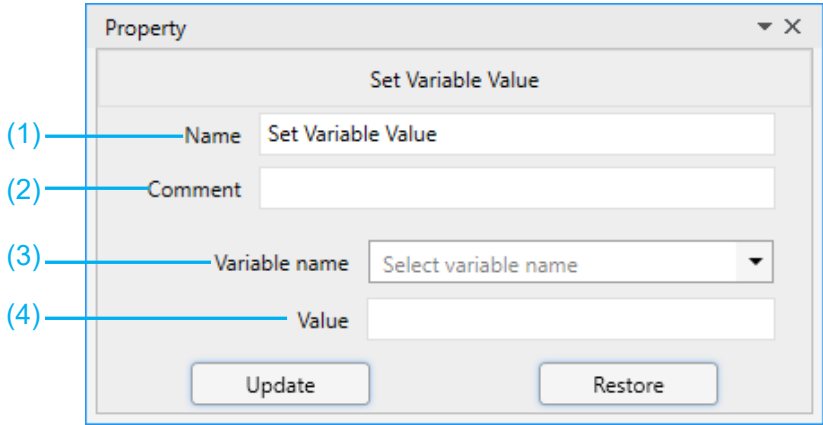 Property
Set Variable Value
(1) Name Set Variable Value
(2) Comment
(3) Variable name Select variable name
(4) Value
Update Restore